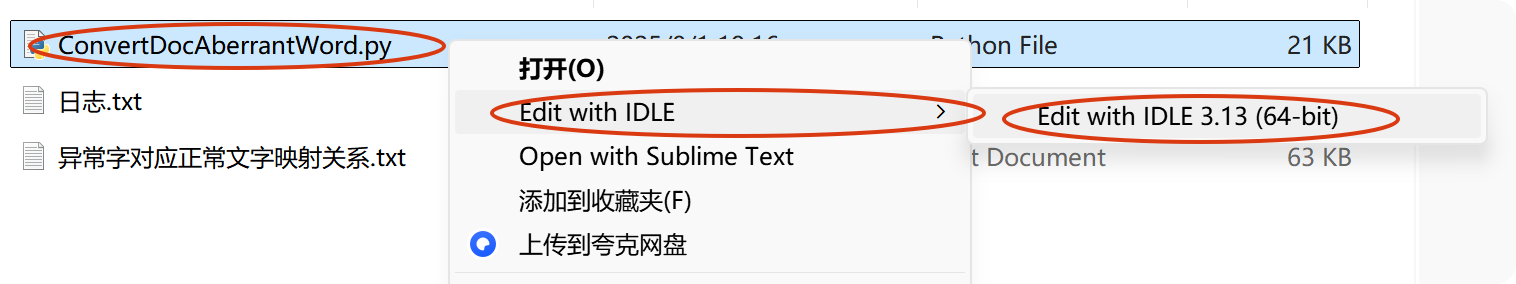 ConvertDocAberrantWord.py
Python File
21 KB
打开(O)
日志.txt
Edit with IDLE
Edit with IDLE 3.13 (64-bit)
异常字对应正常文字映射关系.txt
Open with Sublime Text
t Document
63 KB
添加到收藏夹(F)
上传到夸克网盘